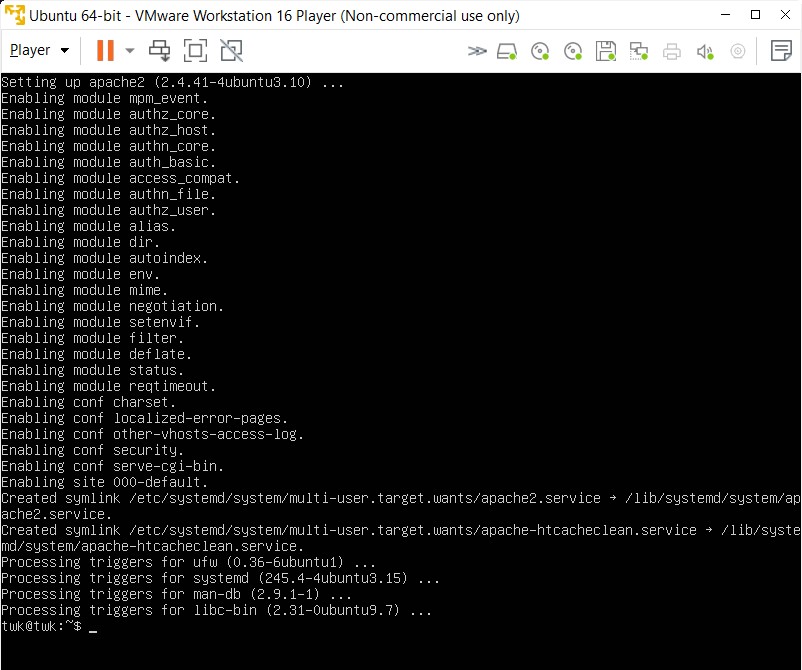 Ubuntu 64-bit - VMware Workstation 16 Player (Non-commercial use only)
Player
Setting up apache2 (2.4.41-4ubuntu3.10) ...
Enabling module mpm_event.
Enabling module authz_core.
Enabling module authz_host.
Enabling module authn_core.
Enabling module auth_basic.
Enabling module access_compat.
Enabling module authn_file.
Enabling module authz_user.
Enabling module alias.
Enabling module dir.
Enabling module autoindex.
Enabling module env.
Enabling module mime.
Enabling module negotiation.
Enabling module setenvif.
Enabling module filter.
Enabling module deflate.
Enabling module status.
Enabling module reqtimeout.
Enabling conf charset.
Enabling conf localized-error-pages.
Enabling conf other-vhosts-access-log.
Enabling conf security.
Enabling conf serve-cgi-bin.
Enabling site 000-default.
Created symlink /etc/systemd/system/multi-user.target.wants/apache2.service → /lib/systemd/system/ap
ache2.service.
Created symlink /etc/systemd/system/multi-user.target.wants/apache-htcacheclean.service → /lib/syste
md/system/apache-htcacheclean.service.
Processing triggers for ufw (0.36-6ubuntu1) ...
Processing triggers for systemd (245.4-4ubuntu3.15) ...
Processing triggers for man-db (2.9.1-1) ...
Processing triggers for libc-bin (2.31-0ubuntu9.7) ...
twk@twk:~$ _